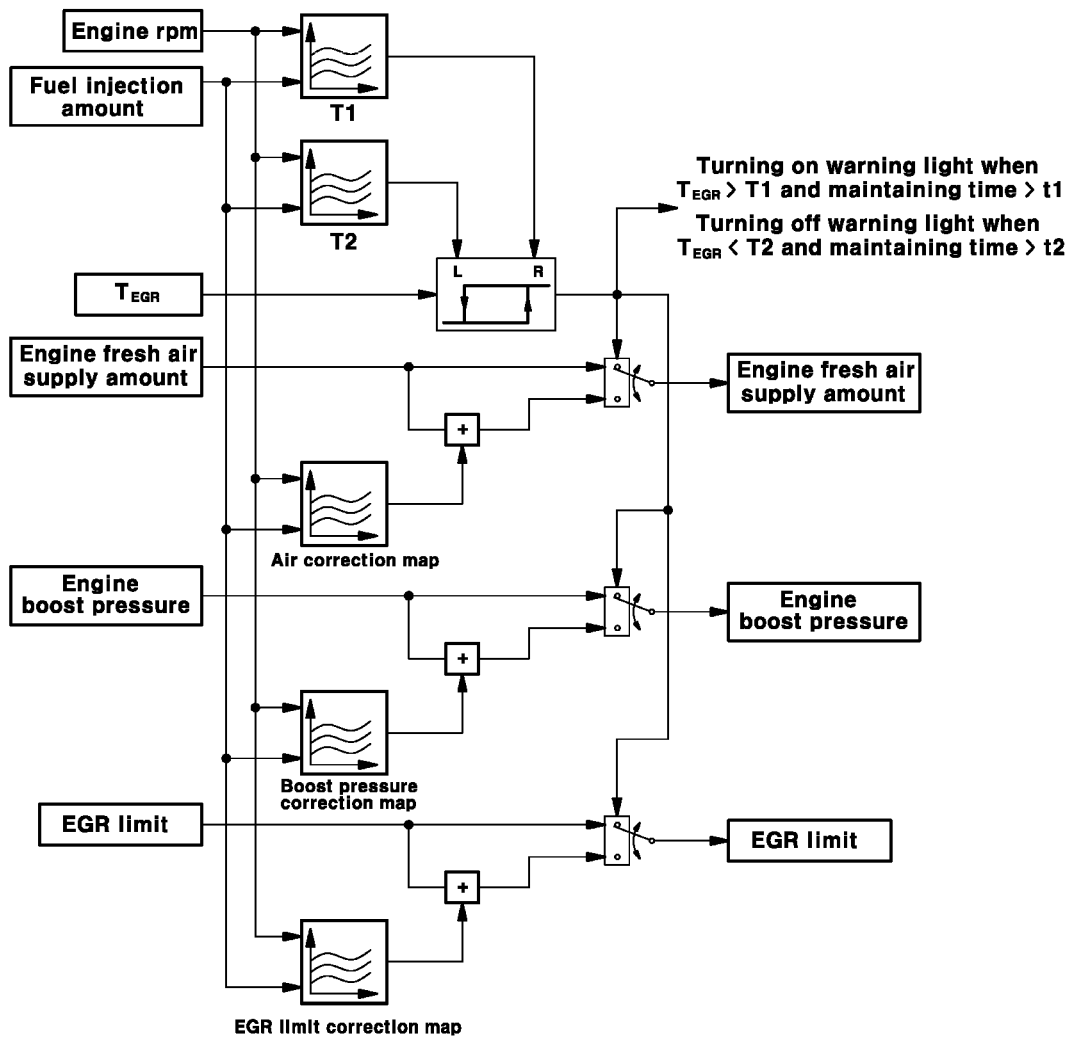 Engine rpm
Fuel injection
amount
T1
T2
Turning on warning light when
TEGR > T1 and maintaining time > t1
Turning off warning light when
TEGR < T2 and maintaining time > t2
L R
TEGR
Engine fresh air
supply amount
Engine fresh air
supply amount
+
Air correction map
Engine
boost pressure
Engine
boost pressure
+
Boost pressure
correction map
EGR limit
EGR limit
+
EGR limit correction map